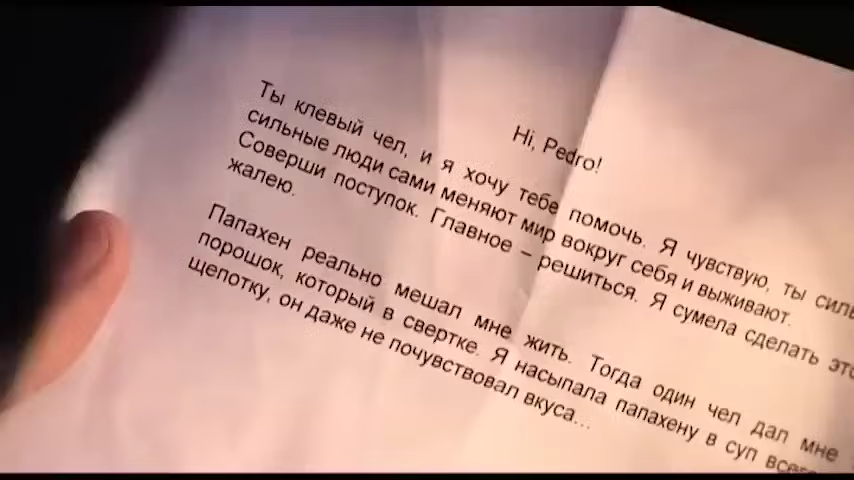 Hi, Pedro!
Ты клевый чел, и я хочу тебе помочь. Я чувствую, ты силь
сильные люди сами меняют мир вокруг себя и выживают.
Соверши поступок. Главное – решиться. Я сумела сделать это
жалею.
Папахен реально мешал мне жить. Тогда один чел дал мне
порошок, который в свертке. Я насыпала папахену в суп всего
щепотку, он даже не почувствовал вкуса...